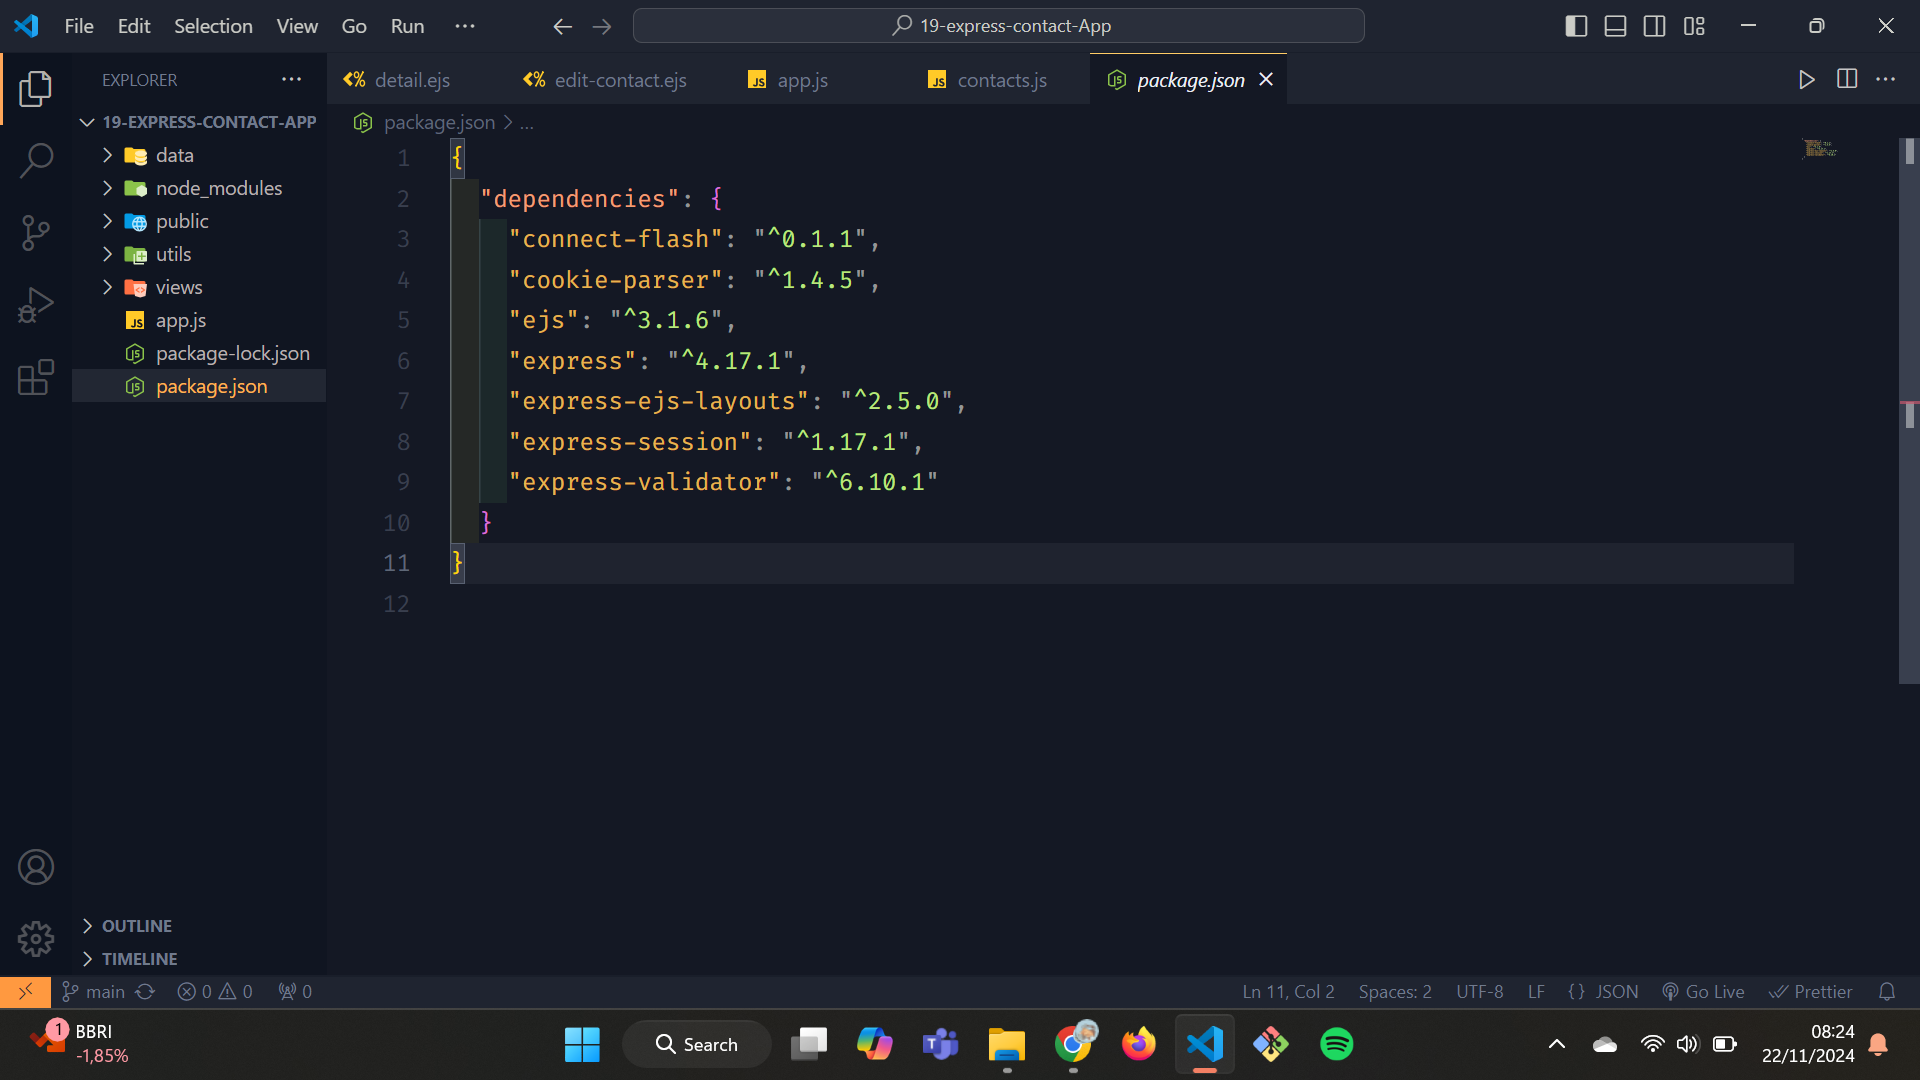 File Edit Selection View Go Run ...
19-express-contact-App
EXPLORER
detail.ejs
edit-contact.ejs
app.js
contacts.js
package.json
19-EXPRESS-CONTACT-APP
package.json > ...
data
node_modules
public
utils
views
app.js
package-lock.json
package.json
1 {
2 "dependencies": {
3 "connect-flash": "^0.1.1",
4 "cookie-parser": "^1.4.5",
5 "ejs": "^3.1.6",
6 "express": "^4.17.1",
7 "express-ejs-layouts": "^2.5.0",
8 "express-session": "^1.17.1",
9 "express-validator": "^6.10.1"
10 }
11 }
12
OUTLINE
TIMELINE
main 0 0 0 Ln 11, Col 2 Spaces: 2 UTF-8 LF {} JSON Go Live Prettier
1 BBRI
-1,85%
Search
08:24
22/11/2024